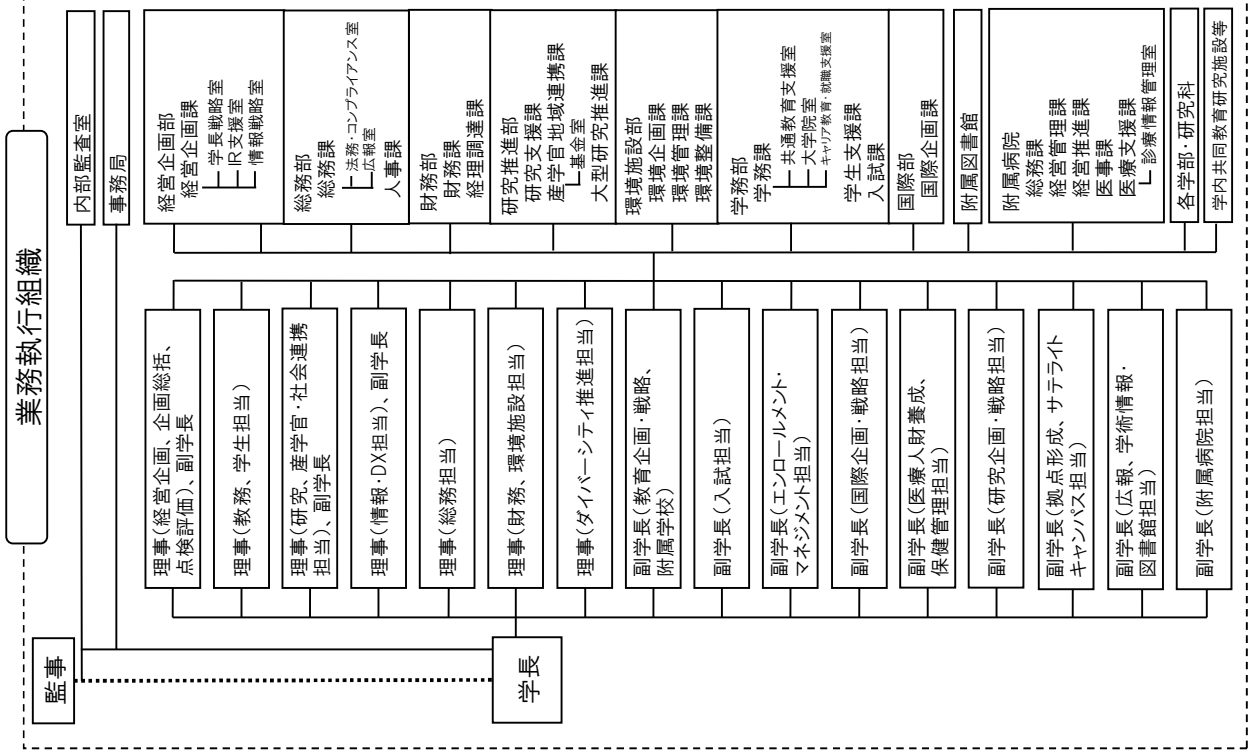 業務執行組織
監事
学長
内部監査室
事務局
理事(経営企画、企画総括、
点検評価)、副学長
理事(教務、学生担当)
理事(研究、産学官・社会連携
担当)、副学長
理事(情報・DX担当)、副学長
理事(総務担当)
理事(財務、環境施設担当)
理事(ダイバーシティ推進担当)
副学長(教育企画・戦略、
附属学校)
副学長(入試担当)
副学長(エンロールメント・
マネジメント担当)
副学長(国際企画・戦略担当)
副学長(医療人財養成、
保健管理担当)
副学長(研究企画・戦略担当)
副学長(拠点形成、サテライト
キャンパス担当)
副学長(広報、学術情報・
図書館担当)
副学長(附属病院担当)
経営企画部
経営企画課
学長戦略室
IR支援室
情報戦略室
総務部
総務課
法務・コンプライアンス室
広報室
人事課
財務部
財務課
経理調達課
研究推進部
研究支援課
産学官地域連携課
基金室
大型研究推進課
環境施設部
環境企画課
環境管理課
環境整備課
学務部
学務課
共通教育支援室
大学院室
キャリア教育・就職支援室
学生支援課
入試課
国際部
国際企画課
附属図書館
附属病院
総務課
経営管理課
経営推進課
医事課
医療支援課
診療情報管理室
各学部・研究科
学内共同教育研究施設等